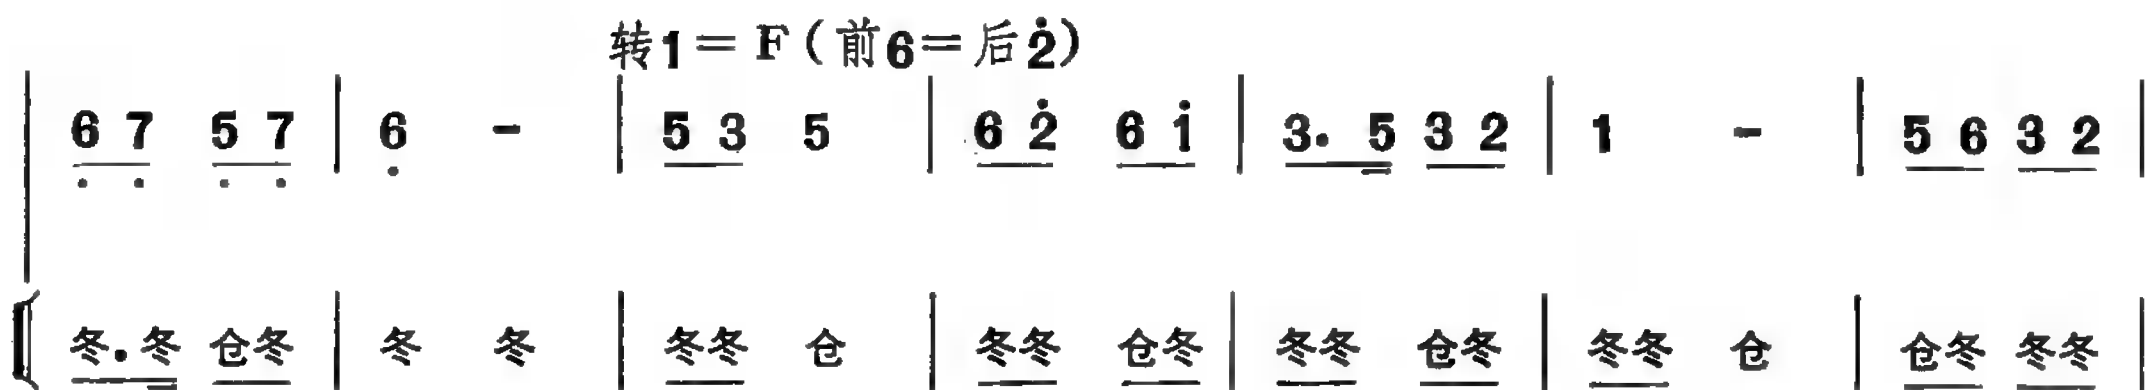 转1=F(前6=后2̇)
6̣ 7̣ 5̣ 7̣ | 6̣ - | 5 3 5 | 6 2̇ 6 1̇ | 3. 5 3 2 | 1 - | 5 6 3 2 |
冬.冬 仓冬 | 冬 冬 | 冬冬 仓 | 冬冬 仓冬 | 冬冬 仓冬 | 冬冬 仓 | 仓冬 冬冬 |